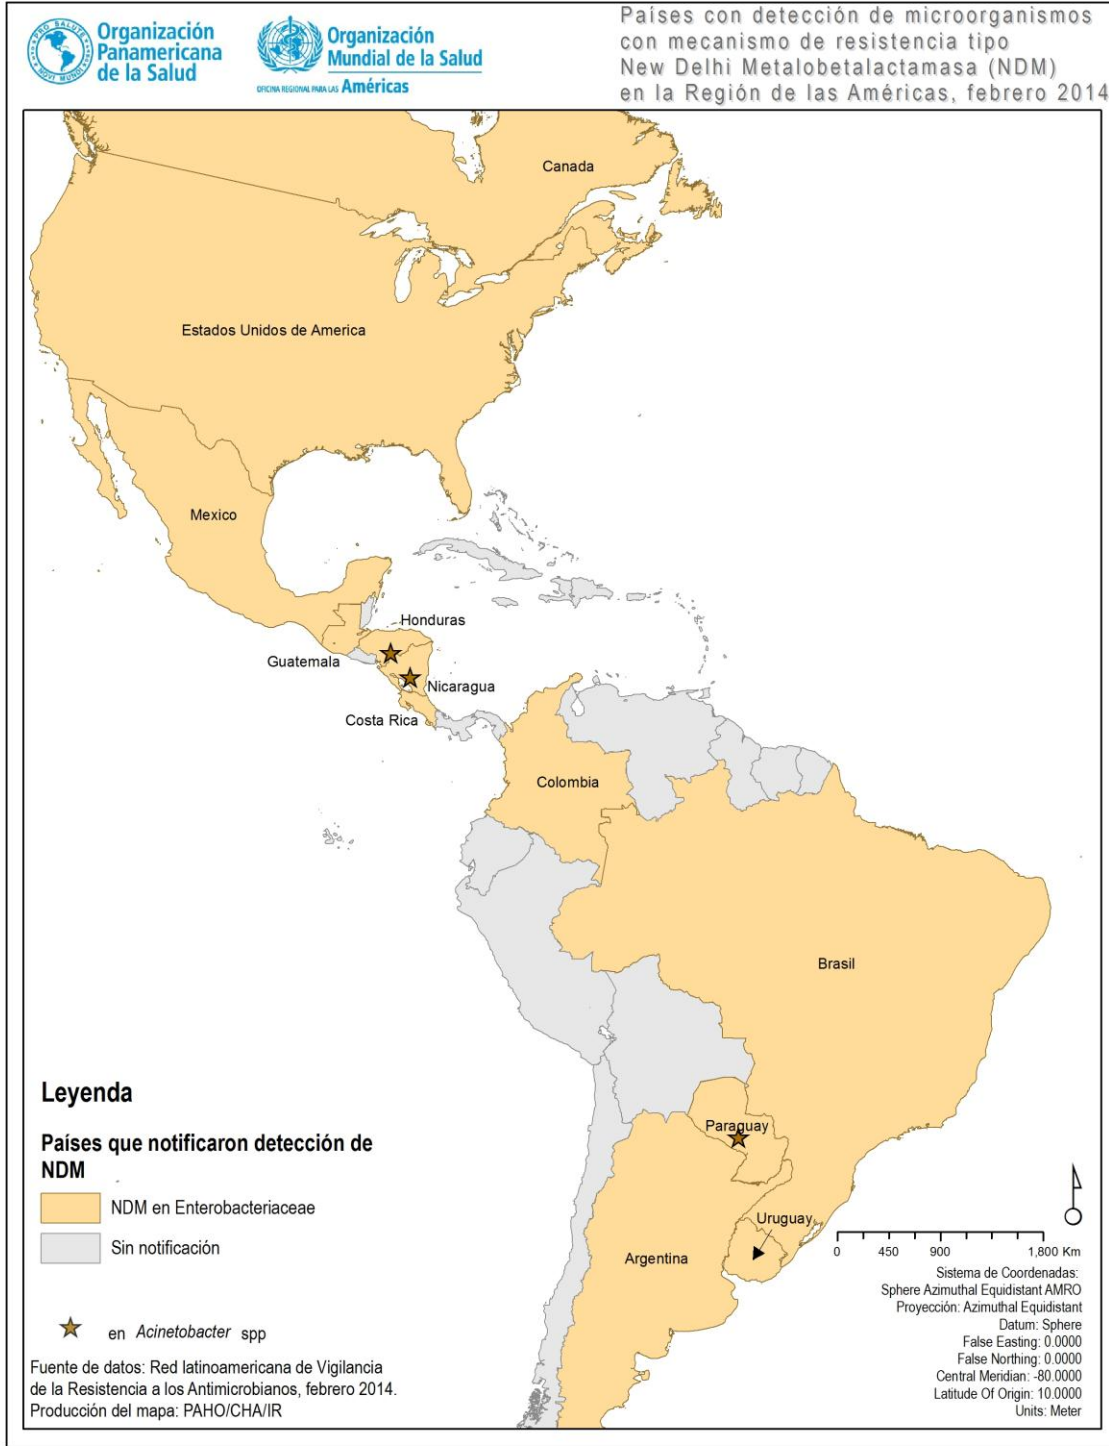 Organización
Panamericana
de la Salud
PRO SALUTE
NOVI MUNDI
Organización
Mundial de la Salud
OFICINA REGIONAL PARA LAS Américas
Países con detección de microorganismos
con mecanismo de resistencia tipo
New Delhi Metalobetalactamasa (NDM)
en la Región de las Américas, febrero 2014
Canada
Estados Unidos de America
Mexico
Honduras
Guatemala
Nicaragua
Costa Rica
Colombia
Brasil
Paraguay
Uruguay
Argentina
Leyenda
Países que notificaron detección de
NDM
NDM en Enterobacteriaceae
Sin notificación
en Acinetobacter spp
Fuente de datos: Red latinoamericana de Vigilancia
de la Resistencia a los Antimicrobianos, febrero 2014.
Producción del mapa: PAHO/CHA/IR
0 450 900 1,800 Km
Sistema de Coordenadas:
Sphere Azimuthal Equidistant AMRO
Proyección: Azimuthal Equidistant
Datum: Sphere
False Easting: 0.0000
False Northing: 0.0000
Central Meridian: -80.0000
Latitude Of Origin: 10.0000
Units: Meter